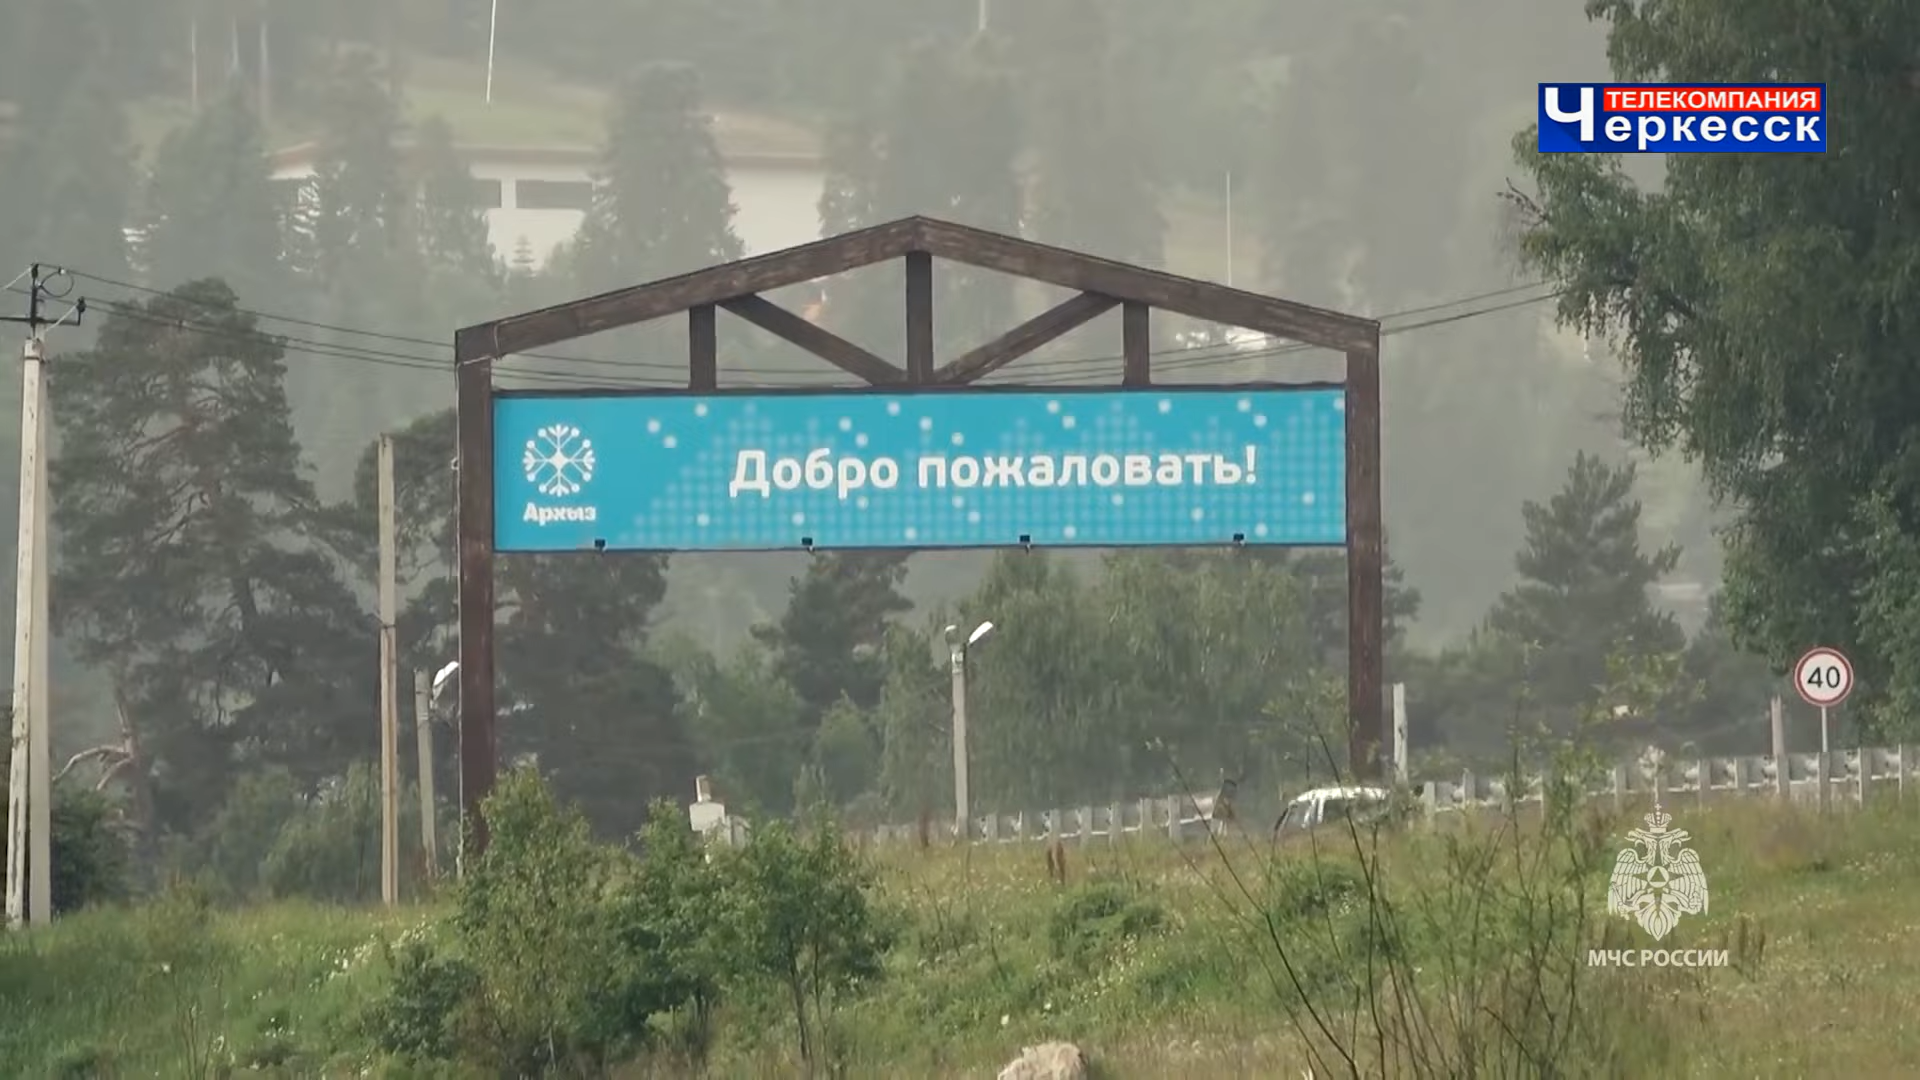 ТЕЛЕКОМПАНИЯ
Черкесск
Добро пожаловать!
Архыз
40
МЧС РОССИИ